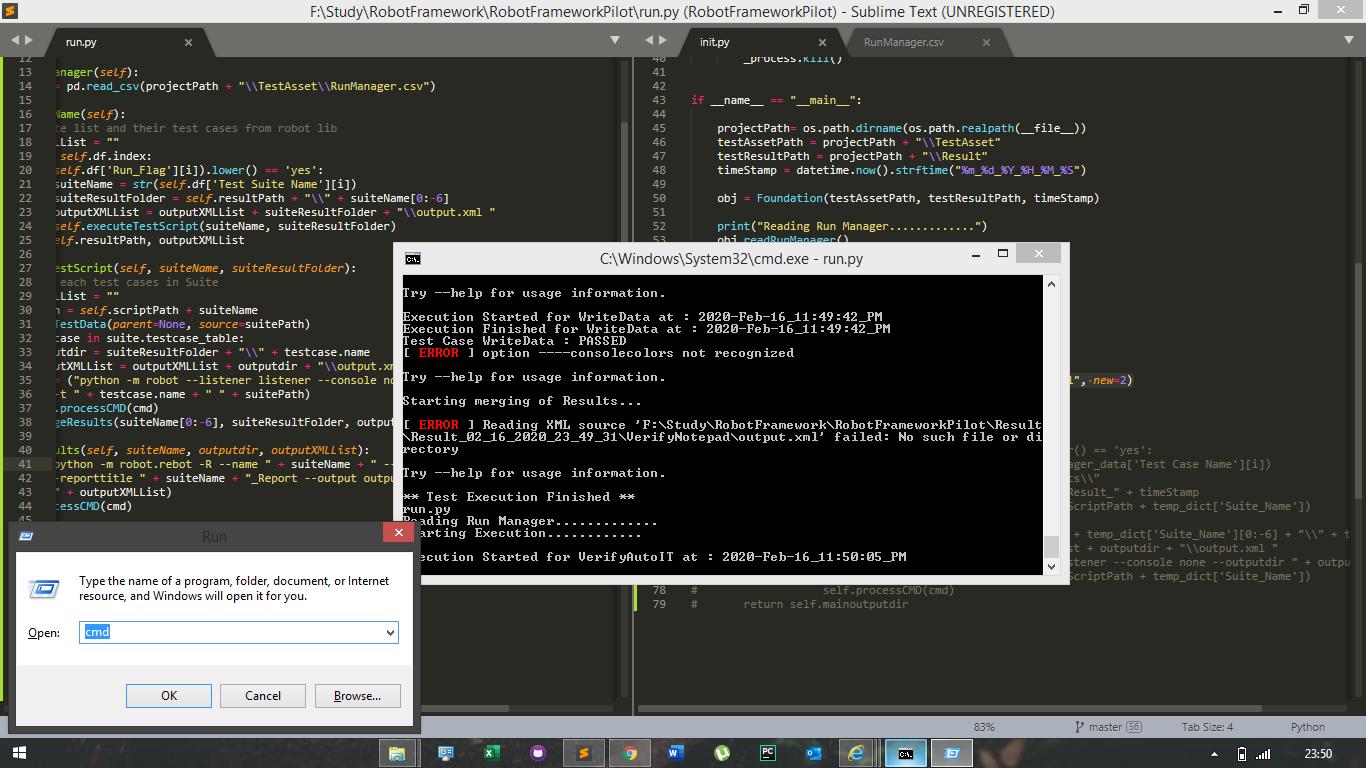 F:\Study\RobotFramework\RobotFrameworkPilot\run.py (RobotFrameworkPilot) - Sublime Text (UNREGISTERED)
run.py
12
13 anager(self):
14 = pd.read_csv(projectPath + "\\TestAsset\\RunManager.csv")
15
16 Name(self):
17 te list and their test cases from robot lib
18 LList = ""
19 self.df.index:
20 self.df['Run_Flag'][i]).lower() == 'yes':
21 suiteName = str(self.df['Test Suite Name'][i])
22 suiteResultFolder = self.resultPath + "\\" + suiteName[0:-6]
23 outputXMLList = outputXMLList + suiteResultFolder + "\\output.xml "
24 self.executeTestScript(suiteName, suiteResultFolder)
25 elf.resultPath, outputXMLList
26
27 estScript(self, suiteName, suiteResultFolder):
28 each test cases in Suite
29 LList = ""
30 h = self.scriptPath + suiteName
31 TestData(parent=None, source=suitePath)
32 case in suite.testcase_table:
33 utdir = suiteResultFolder + "\\" + testcase.name
34 utXMLList = outputXMLList + outputdir + "\\output.xm
35 = ("python -m robot --listener listener --console no
36 -t " + testcase.name + " " + suitePath)
37 .processCMD(cmd)
38 geResults(suiteName[0:-6], suiteResultFolder, output
39
40 ults(self, suiteName, outputdir, outputXMLList):
41 python -m robot.rebot -R --name " + suiteName + " --
42 -reporttitle " + suiteName + "_Report --output outpu
43 " + outputXMLList)
44 cessCMD(cmd)
45
init.py
RunManager.csv
40 _process.kill()
41
42
43 if __name__ == "__main__":
44
45 projectPath= os.path.dirname(os.path.realpath(__file__))
46 testAssetPath = projectPath + "\\TestAsset"
47 testResultPath = projectPath + "\\Result"
48 timeStamp = datetime.now().strftime("%m_%d_%Y_%H_%M_%S")
49
50 obj = Foundation(testAssetPath, testResultPath, timeStamp)
51
52 print("Reading Run Manager.............")
53 obj.readRunManager()
l", new=2)
r() == 'yes':
ager_data['Test Case Name'][i])
ts\\"
Result_" + timeStamp
ScriptPath + temp_dict['Suite_Name'])
+ temp_dict['Suite_Name'][0:-6] + "\\" + t
st + outputdir + "\\output.xml "
stener --console none --outputdir " + outpu
ScriptPath + temp_dict['Suite_Name'])
78 # self.processCMD(cmd)
79 # return self.mainoutputdir
C:\Windows\System32\cmd.exe - run.py
Try --help for usage information.
Execution Started for WriteData at : 2020-Feb-16_11:49:42_PM
Execution Finished for WriteData at : 2020-Feb-16_11:49:42_PM
Test Case WriteData : PASSED
[ ERROR ] option ----consolecolors not recognized
Try --help for usage information.
Starting merging of Results...
[ ERROR ] Reading XML source 'F:\Study\RobotFramework\RobotFrameworkPilot\Result
\Result_02_16_2020_23_49_31\VerifyNotepad\output.xml' failed: No such file or di
rectory
Try --help for usage information.
** Test Execution Finished **
run.py
Reading Run Manager.............
tarting Execution............
ecution Started for VerifyAutoIT at : 2020-Feb-16_11:50:05_PM
Run
Type the name of a program, folder, document, or Internet
resource, and Windows will open it for you.
Open: cmd
OK Cancel Browse...
83% master 56 Tab Size: 4 Python
23:50